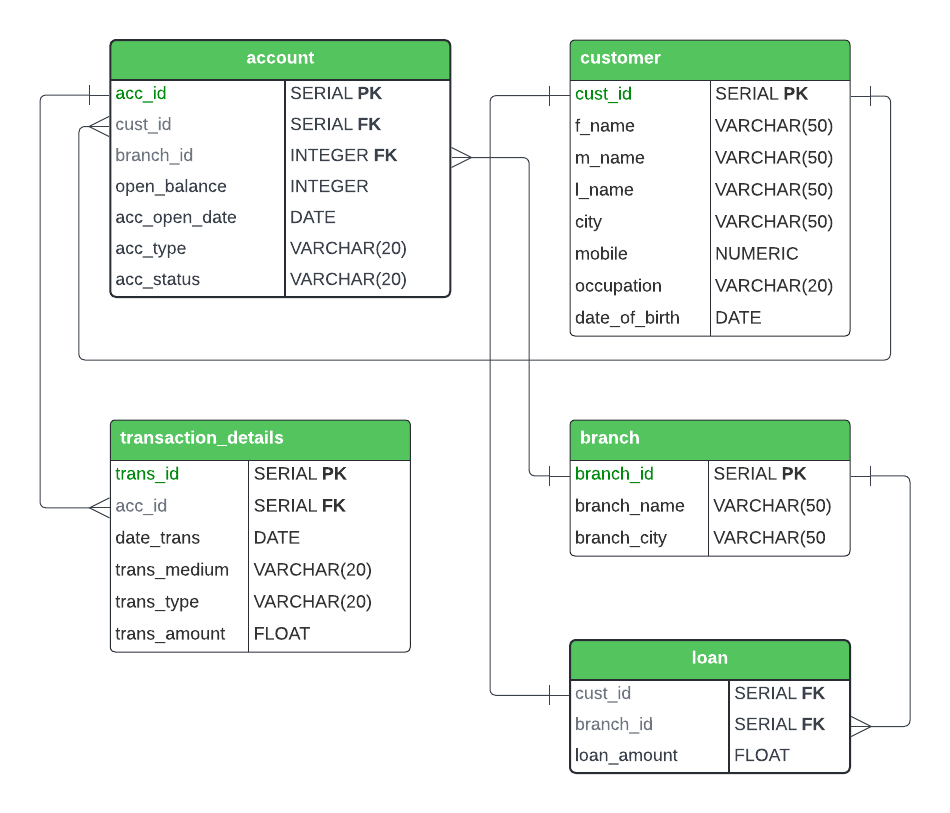 account
acc_id SERIAL PK
cust_id SERIAL FK
branch_id INTEGER FK
open_balance INTEGER
acc_open_date DATE
acc_type VARCHAR(20)
acc_status VARCHAR(20)
customer
cust_id SERIAL PK
f_name VARCHAR(50)
m_name VARCHAR(50)
l_name VARCHAR(50)
city VARCHAR(50)
mobile NUMERIC
occupation VARCHAR(20)
date_of_birth DATE
transaction_details
trans_id SERIAL PK
acc_id SERIAL FK
date_trans DATE
trans_medium VARCHAR(20)
trans_type VARCHAR(20)
trans_amount FLOAT
branch
branch_id SERIAL PK
branch_name VARCHAR(50)
branch_city VARCHAR(50
loan
cust_id SERIAL FK
branch_id SERIAL FK
loan_amount FLOAT